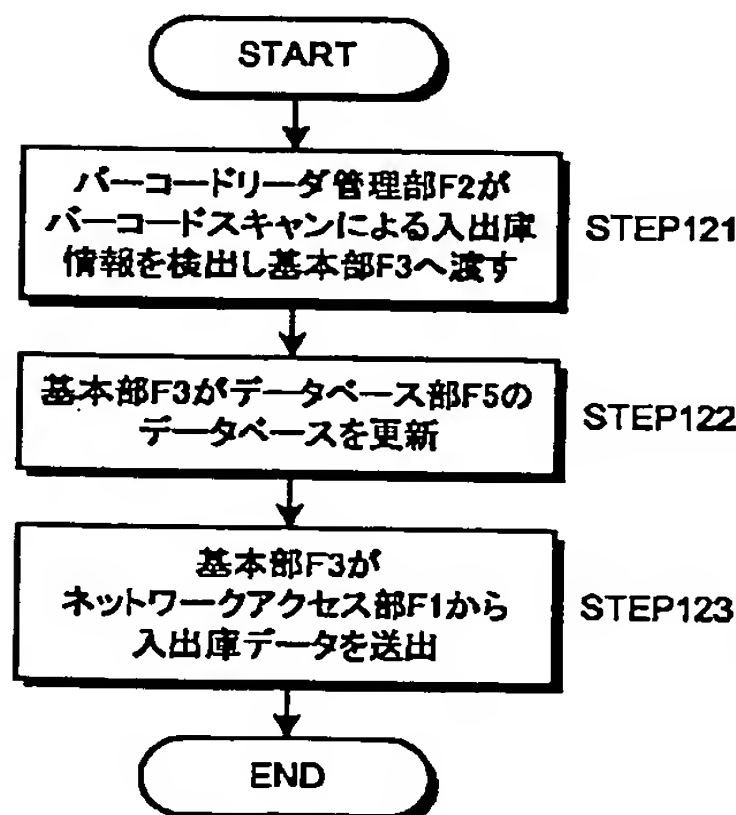 START
バーコードリーダ管理部F2が
バーコードスキャンによる入出庫
情報を検出し基本部F3へ渡す
STEP121
基本部F3がデータベース部F5の
データベースを更新
STEP122
基本部F3が
ネットワークアクセス部F1から
入出庫データを送出
STEP123
END